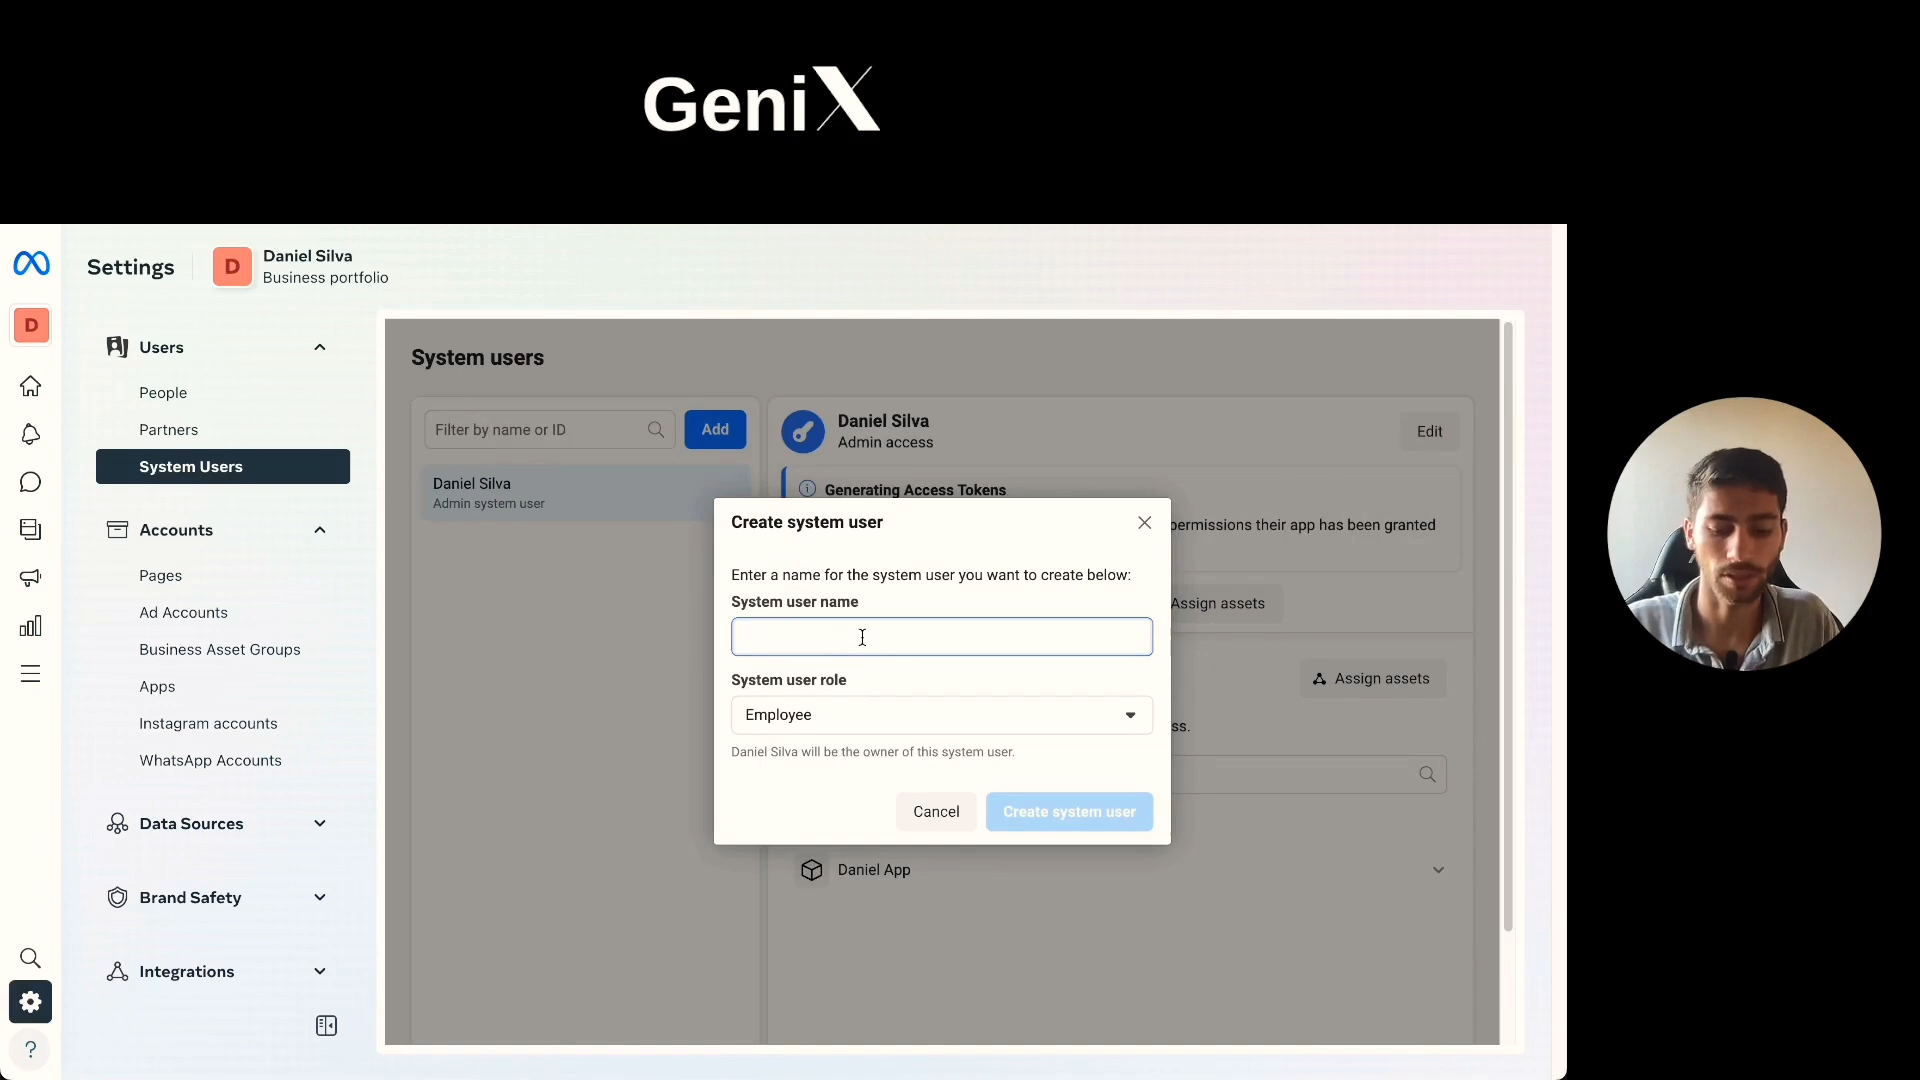 GeniX
Settings
D
Daniel Silva
Business portfolio
D
Users
People
Partners
System Users
Accounts
Pages
Ad Accounts
Business Asset Groups
Apps
Instagram accounts
WhatsApp Accounts
Data Sources
Brand Safety
Integrations
?
System users
Filter by name or ID
Add
Daniel Silva
Admin system user
Daniel Silva
Admin access
Edit
Generating Access Tokens
permissions their app has been granted
Assign assets
Assign assets
ss.
Daniel App
Create system user
Enter a name for the system user you want to create below:
System user name
System user role
Employee
Daniel Silva will be the owner of this system user.
Cancel
Create system user